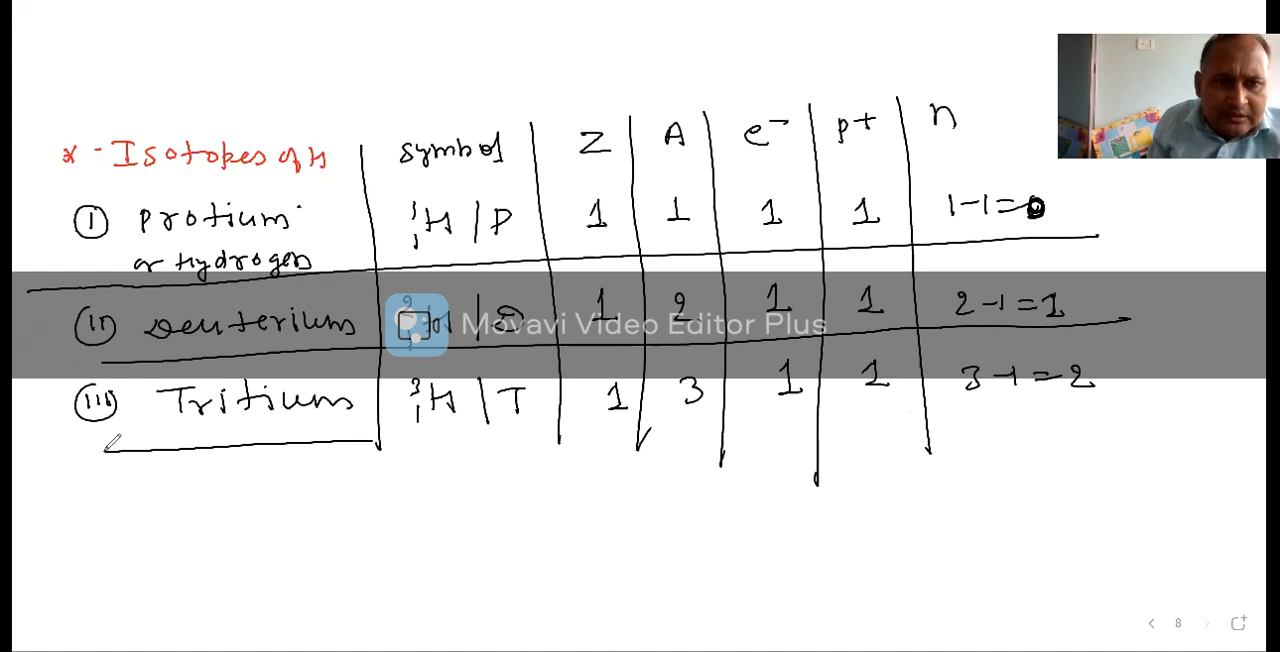 * - Isotopes of H symbol Z A e⁻ p+ n
(i) Protium ¹₁H | P 1 1 1 1 1-1=0
or Hydrogen
(ii) Deuterium ²₁H | D 1 2 1 1 2-1=1
Movavi Video Editor Plus
(iii) Tritium ³₁H | T 1 3 1 1 3-1=2
8